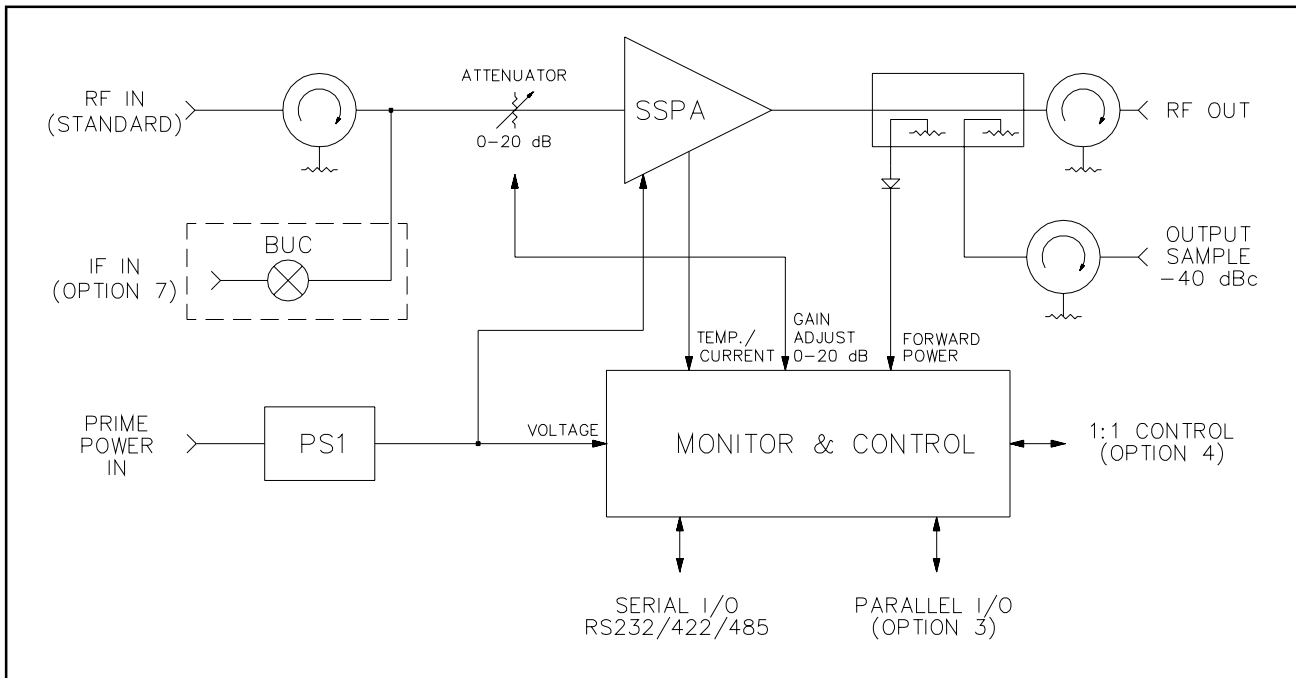 RF IN
(STANDARD)
ATTENUATOR
0-20 dB
SSPA
RF OUT
IF IN
(OPTION 7)
BUC
OUTPUT
SAMPLE
-40 dBc
TEMP./
CURRENT
GAIN
ADJUST
0-20 dB
FORWARD
POWER
PRIME
POWER
IN
PS1
VOLTAGE
MONITOR & CONTROL
1:1 CONTROL
(OPTION 4)
SERIAL I/O
RS232/422/485
PARALLEL I/O
(OPTION 3)